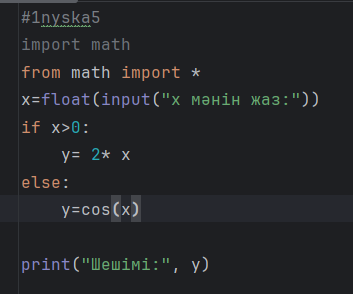 #1nyska5
import math
from math import *
x=float(input("x мәнін жаз:"))
if x>0:
    y= 2* x
else:
    y=cos(x)
print("Шешімі:", y)